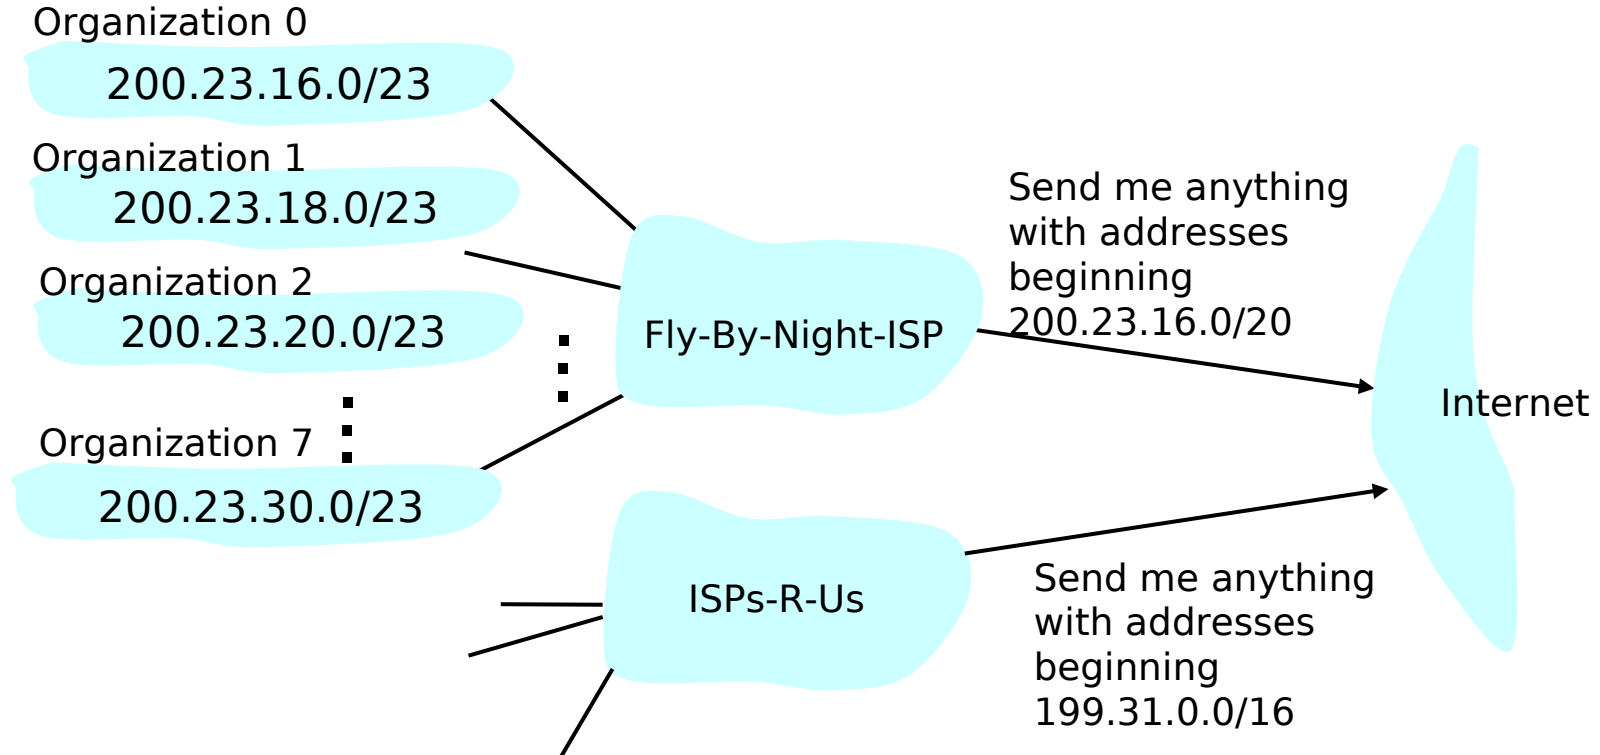 Organization 0
200.23.16.0/23
Organization 1
200.23.18.0/23
Organization 2
200.23.20.0/23
Organization 7
200.23.30.0/23
Fly-By-Night-ISP
Send me anything
with addresses
beginning
200.23.16.0/20
Internet
ISPs-R-Us
Send me anything
with addresses
beginning
199.31.0.0/16